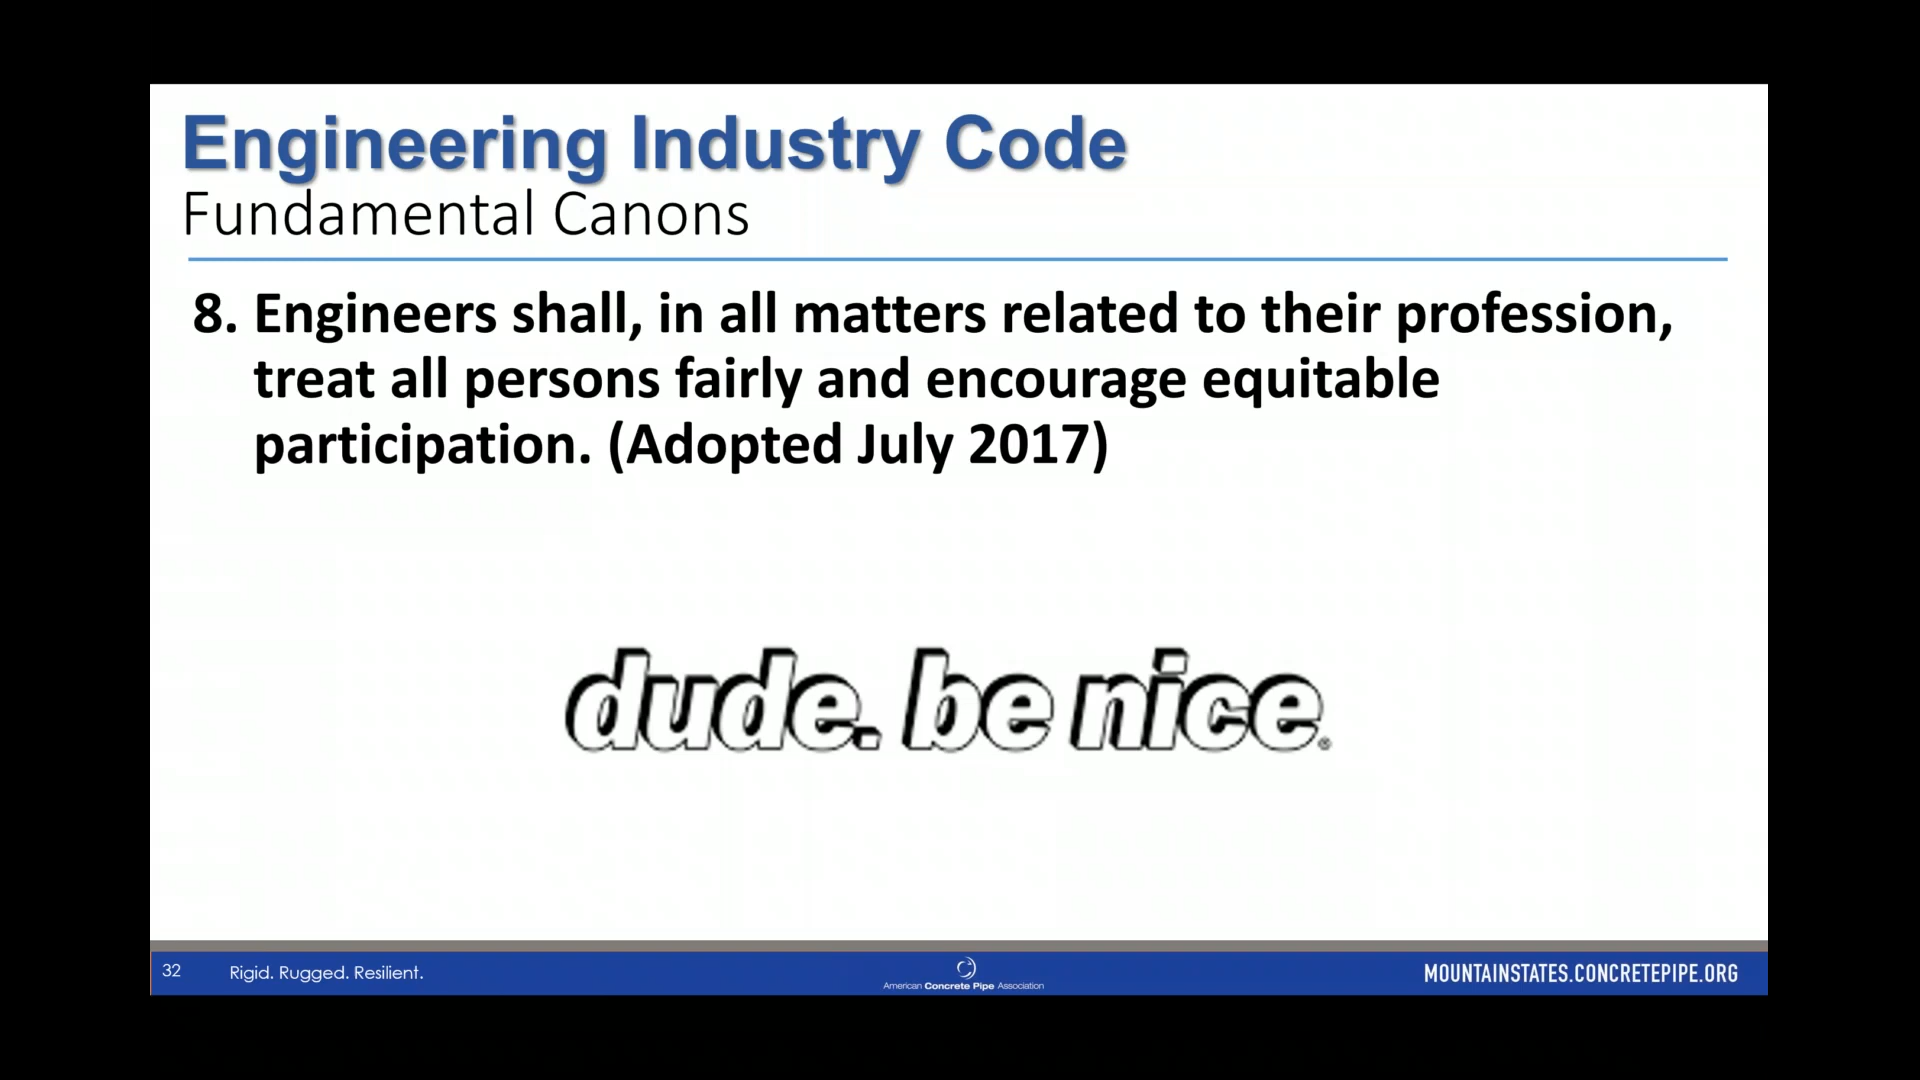 Engineering Industry Code
Fundamental Canons
8. Engineers shall, in all matters related to their profession,
treat all persons fairly and encourage equitable
participation. (Adopted July 2017)
dude. be nice®
32
Rigid. Rugged. Resilient.
American Concrete Pipe Association
MOUNTAINSTATES.CONCRETEPIPE.ORG